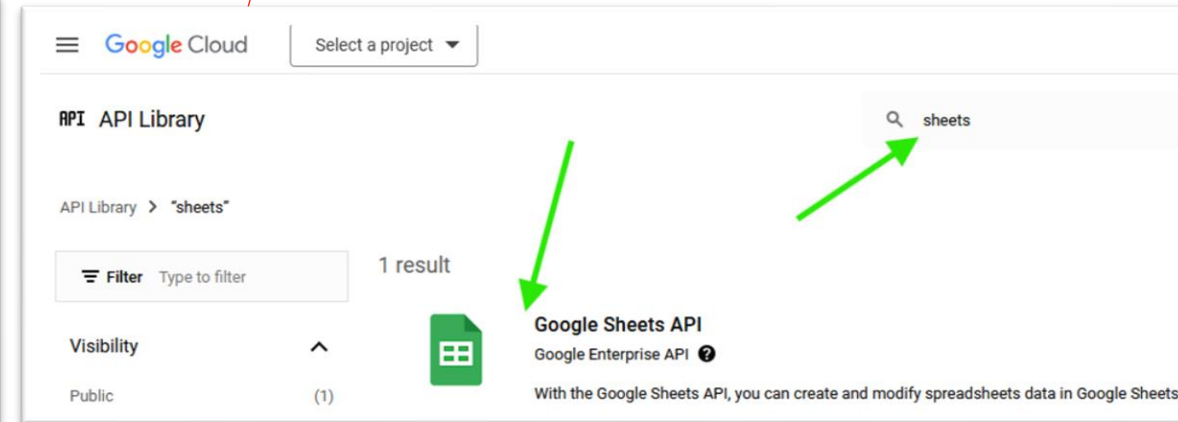 Google Cloud Select a project
API API Library
sheets
API Library > "sheets"
Filter Type to filter
1 result
Google Sheets API
Google Enterprise API
Visibility
Public (1)
With the Google Sheets API, you can create and modify spreadsheets data in Google Sheets